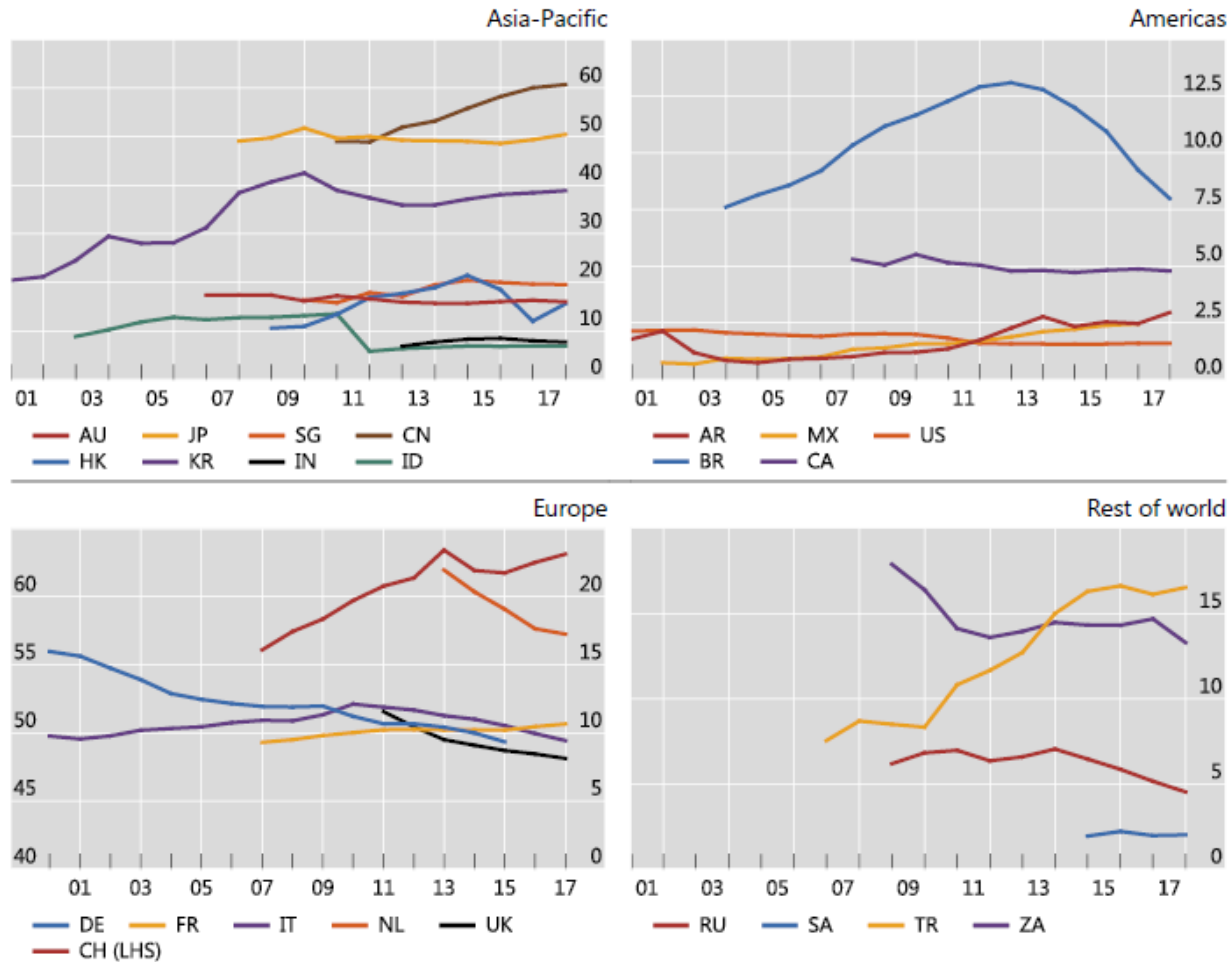 Asia-Pacific
60
50
40
30
20
10
0
01 03 05 07 09 11 13 15 17
AU JP SG CN
HK KR IN ID
Americas
12.5
10.0
7.5
5.0
2.5
0.0
01 03 05 07 09 11 13 15 17
AR MX US
BR CA
Europe
60 20
55 15
50 10
45 5
40 0
01 03 05 07 09 11 13 15 17
DE FR IT NL UK
CH (LHS)
Rest of world
15
10
5
0
01 03 05 07 09 11 13 15 17
RU SA TR ZA